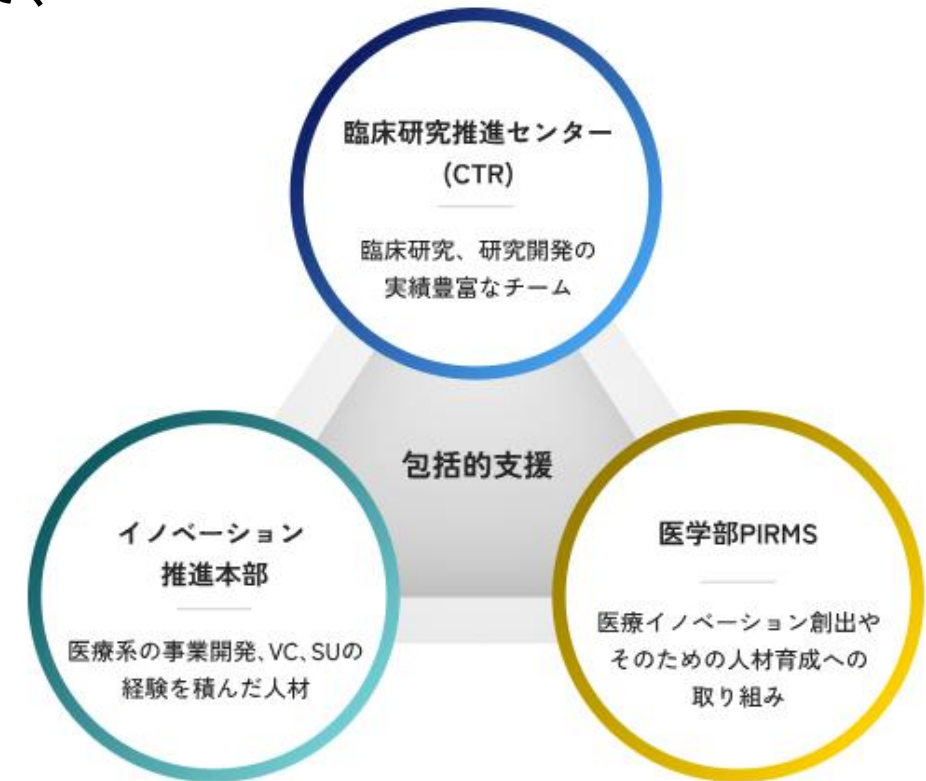 臨床研究推進センター
(CTR)
臨床研究、研究開発の
実績豊富なチーム
包括的支援
イノベーション
推進本部
医療系の事業開発、VC、SUの
経験を積んだ人材
医学部PIRMS
医療イノベーション創出や
そのための人材育成への
取り組み